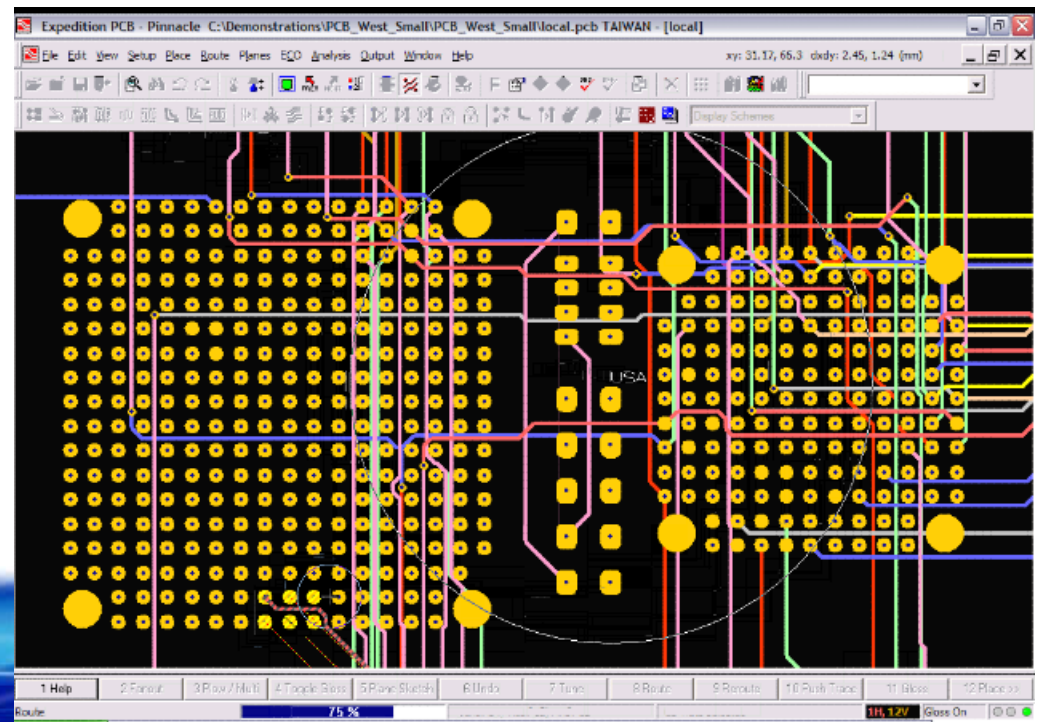 Expedition PCB - Pinnacle C:\Demonstrations\PCB_West_Small\PCB_West_Small\local.pcb TAIWAN - [local]
File Edit View Setup Place Route Planes ECO Analysis Output Window Help xy: 31.17, 65.3 dxdy: 2.45, 1.24 (mm)
Display Schemes
USA
1 Help 2 Fanout 3 Plow / Multi 4 Toggle Gloss 5 Plane Sketch 6 Undo 7 Tune 8 Route 9 Reroute 10 Push Trace 11 Gloss 12 Place >>
Route 75 % 1H, 12V Gloss On